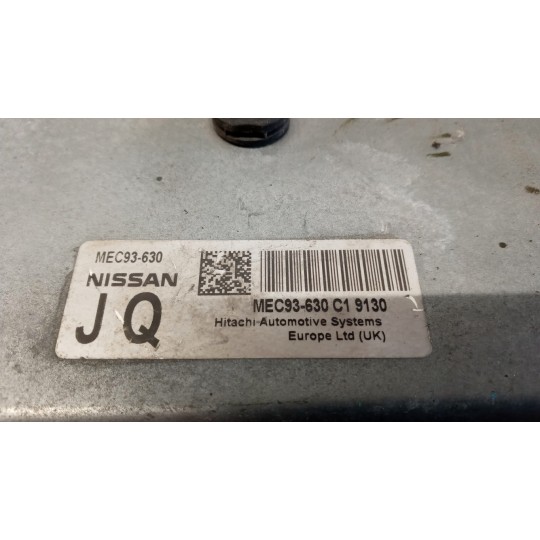 MEC93-630
NISSAN
JQ
MEC93-630 C1 9130
Hitachi Automotive Systems
Europe Ltd (UK)